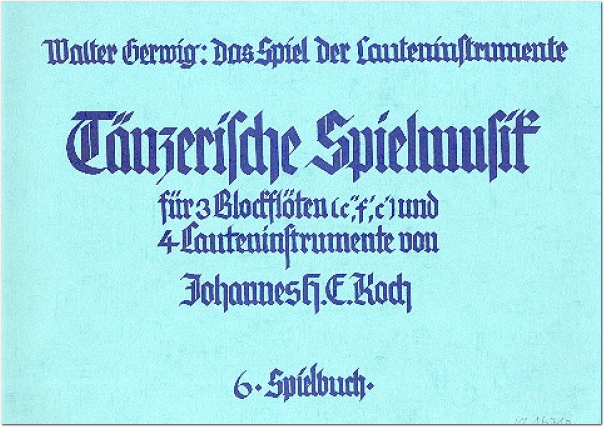 Walter Gerwig: Das Spiel der Lauteninstrumente
Tänzerische Spielmusik
für 3 Blockflöten (c'', f', c') und
4 Lauteninstrumente von
Johannes H. E. Koch
6. Spielbuch.